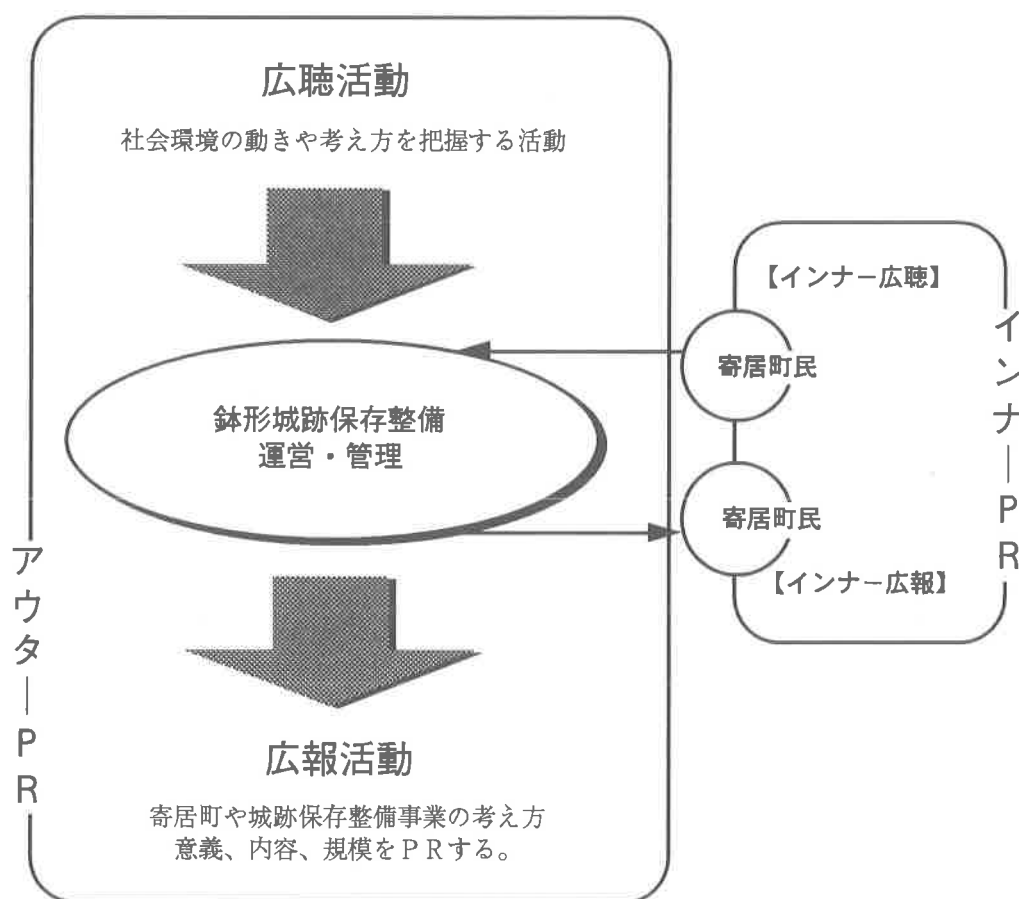 広聴活動
社会環境の動きや考え方を把握する活動
【インナー広聴】
寄居町民
鉢形城跡保存整備
運営・管理
寄居町民
【インナー広報】
インナーPR
アウターPR
広報活動
寄居町や城跡保存整備事業の考え方
意義、内容、規模をPRする。